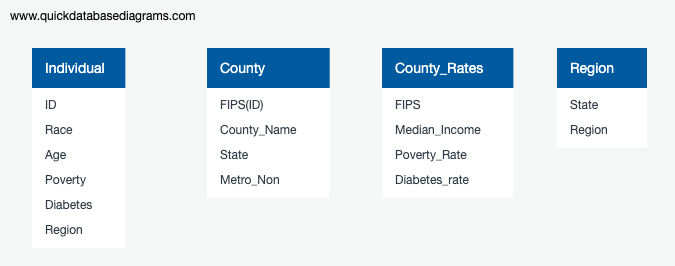 www.quickdatabasediagrams.com
Individual
ID
Race
Age
Poverty
Diabetes
Region
County
FIPS(ID)
County_Name
State
Metro_Non
County_Rates
FIPS
Median_Income
Poverty_Rate
Diabetes_rate
Region
State
Region